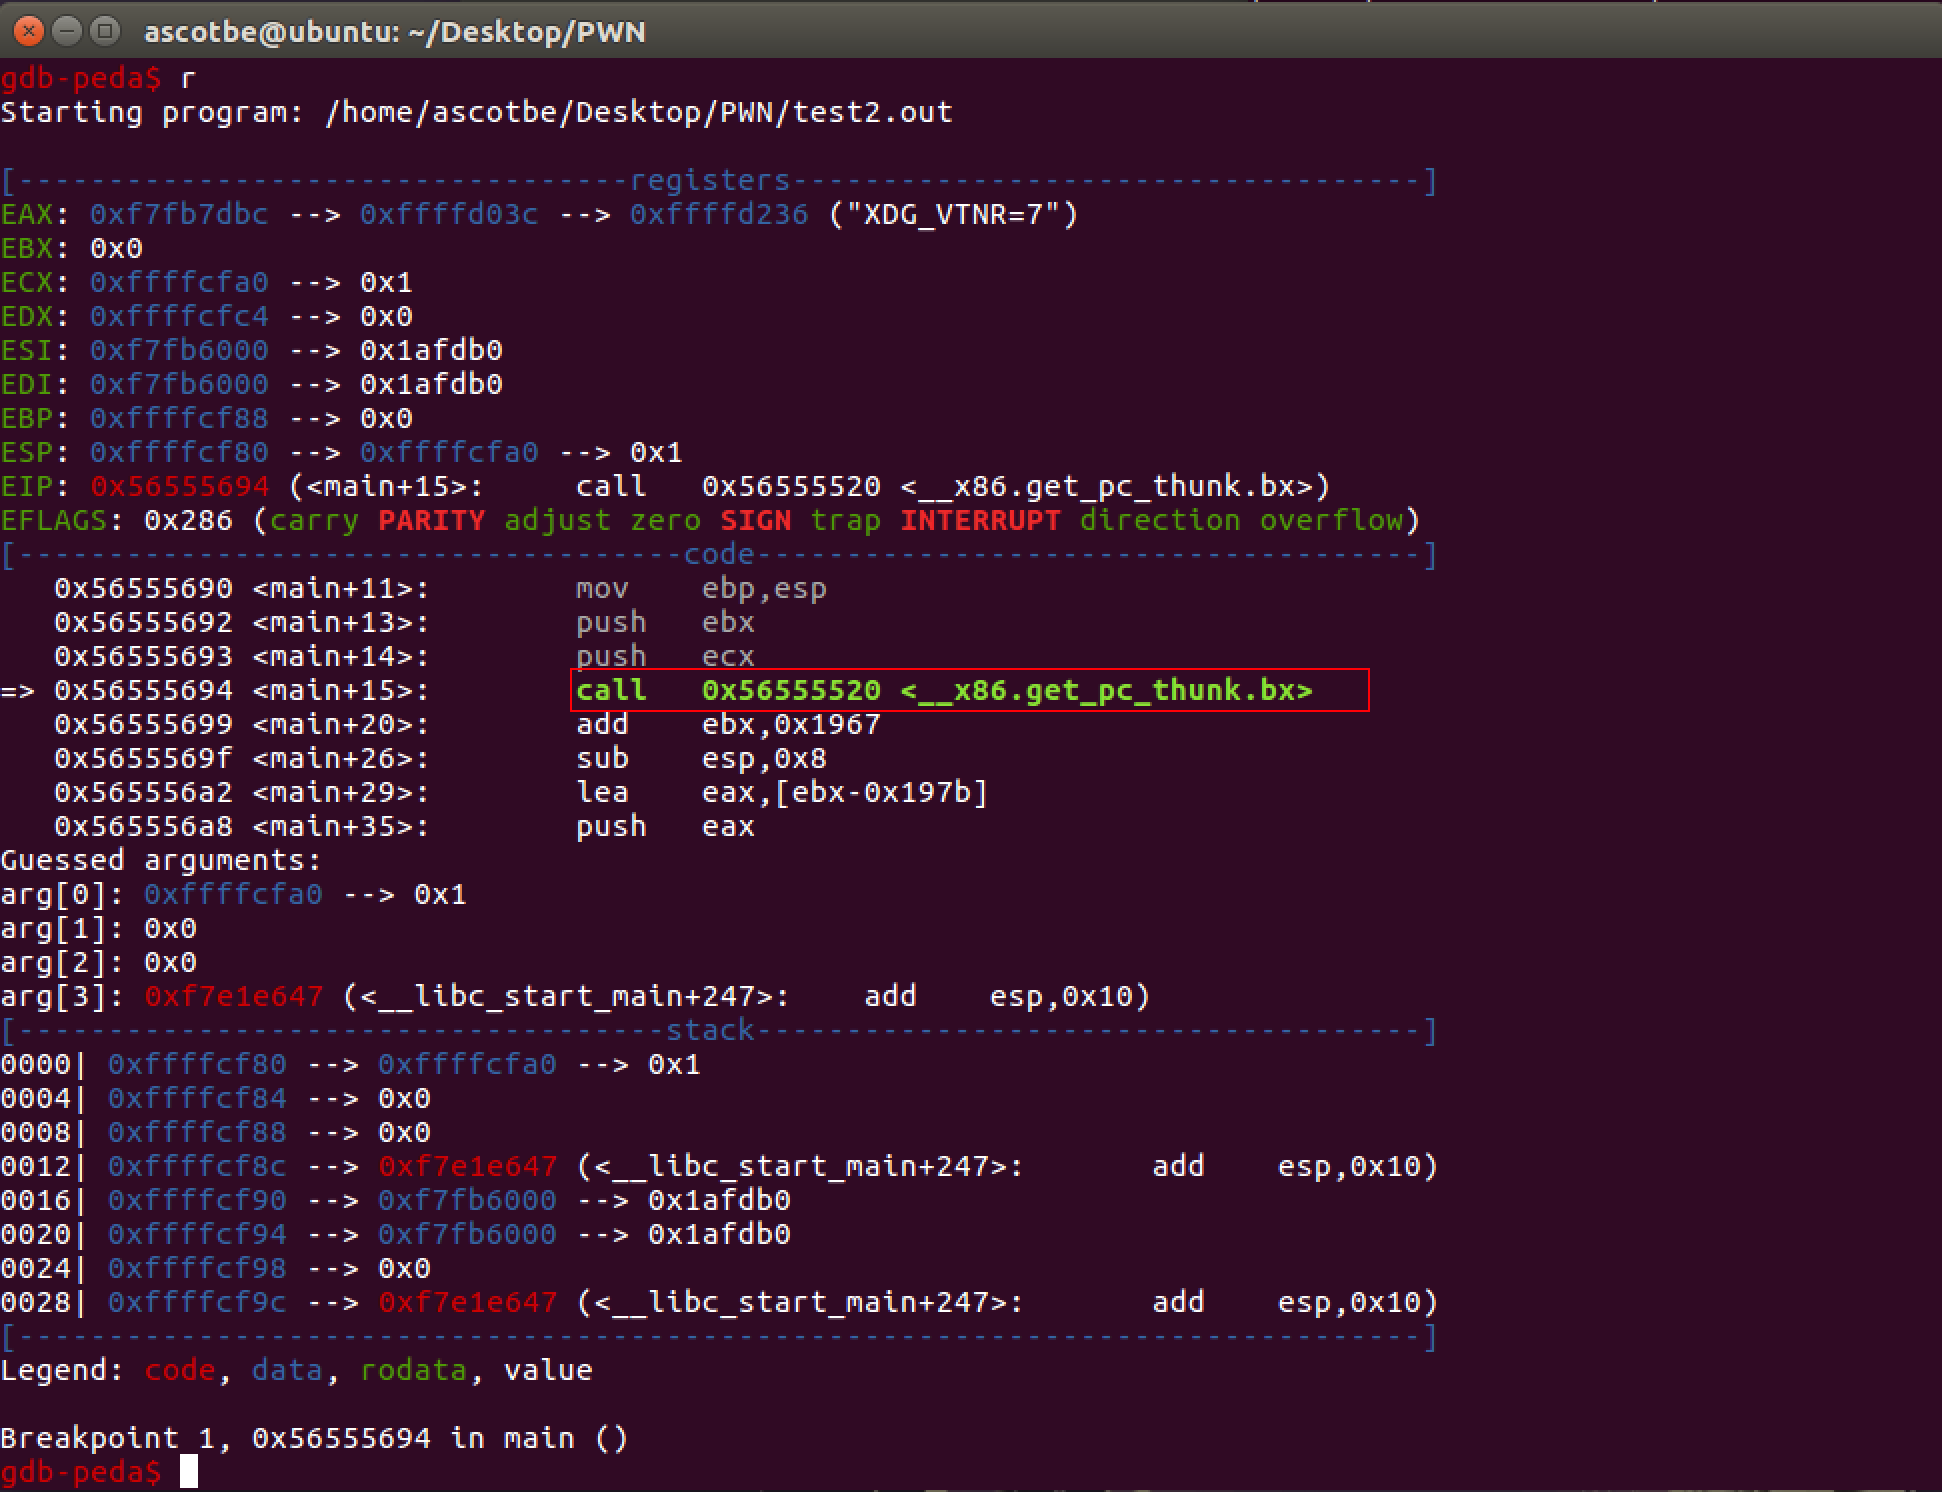 ascotbe@ubuntu: ~/Desktop/PWN
gdb-peda$ r
Starting program: /home/ascotbe/Desktop/PWN/test2.out
[----------------------------------registers-----------------------------------]
EAX: 0xf7fb7dbc --> 0xffffd03c --> 0xffffd236 ("XDG_VTNR=7")
EBX: 0x0
ECX: 0xffffcfa0 --> 0x1
EDX: 0xffffcfc4 --> 0x0
ESI: 0xf7fb6000 --> 0x1afdb0
EDI: 0xf7fb6000 --> 0x1afdb0
EBP: 0xffffcf88 --> 0x0
ESP: 0xffffcf80 --> 0xffffcfa0 --> 0x1
EIP: 0x56555694 (<main+15>:     call   0x56555520 <__x86.get_pc_thunk.bx>)
EFLAGS: 0x286 (carry PARITY adjust zero SIGN trap INTERRUPT direction overflow)
[-------------------------------------code-------------------------------------]
   0x56555690 <main+11>:        mov    ebp,esp
   0x56555692 <main+13>:        push   ebx
   0x56555693 <main+14>:        push   ecx
=> 0x56555694 <main+15>:        call   0x56555520 <__x86.get_pc_thunk.bx>
   0x56555699 <main+20>:        add    ebx,0x1967
   0x5655569f <main+26>:        sub    esp,0x8
   0x565556a2 <main+29>:        lea    eax,[ebx-0x197b]
   0x565556a8 <main+35>:        push   eax
Guessed arguments:
arg[0]: 0xffffcfa0 --> 0x1
arg[1]: 0x0
arg[2]: 0x0
arg[3]: 0xf7e1e647 (<__libc_start_main+247>:    add    esp,0x10)
[------------------------------------stack-------------------------------------]
0000| 0xffffcf80 --> 0xffffcfa0 --> 0x1
0004| 0xffffcf84 --> 0x0
0008| 0xffffcf88 --> 0x0
0012| 0xffffcf8c --> 0xf7e1e647 (<__libc_start_main+247>:       add    esp,0x10)
0016| 0xffffcf90 --> 0xf7fb6000 --> 0x1afdb0
0020| 0xffffcf94 --> 0xf7fb6000 --> 0x1afdb0
0024| 0xffffcf98 --> 0x0
0028| 0xffffcf9c --> 0xf7e1e647 (<__libc_start_main+247>:       add    esp,0x10)
[------------------------------------------------------------------------------]
Legend: code, data, rodata, value
Breakpoint 1, 0x56555694 in main ()
gdb-peda$